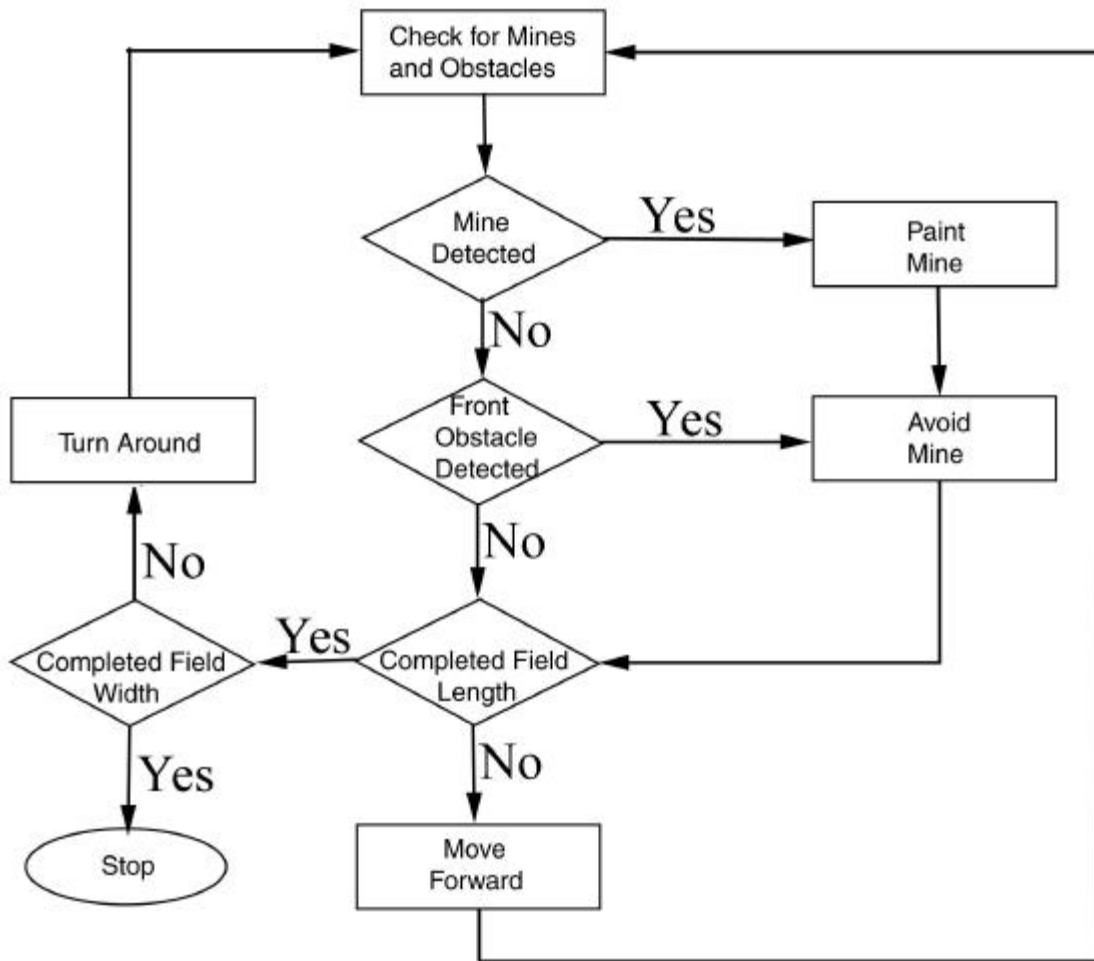 Check for Mines
and Obstacles
Mine
Detected
Yes
Paint
Mine
No
Front
Obstacle
Detected
Yes
Avoid
Mine
Turn Around
No
No
Completed Field
Width
Yes
Completed Field
Length
Yes
No
Stop
Move
Forward